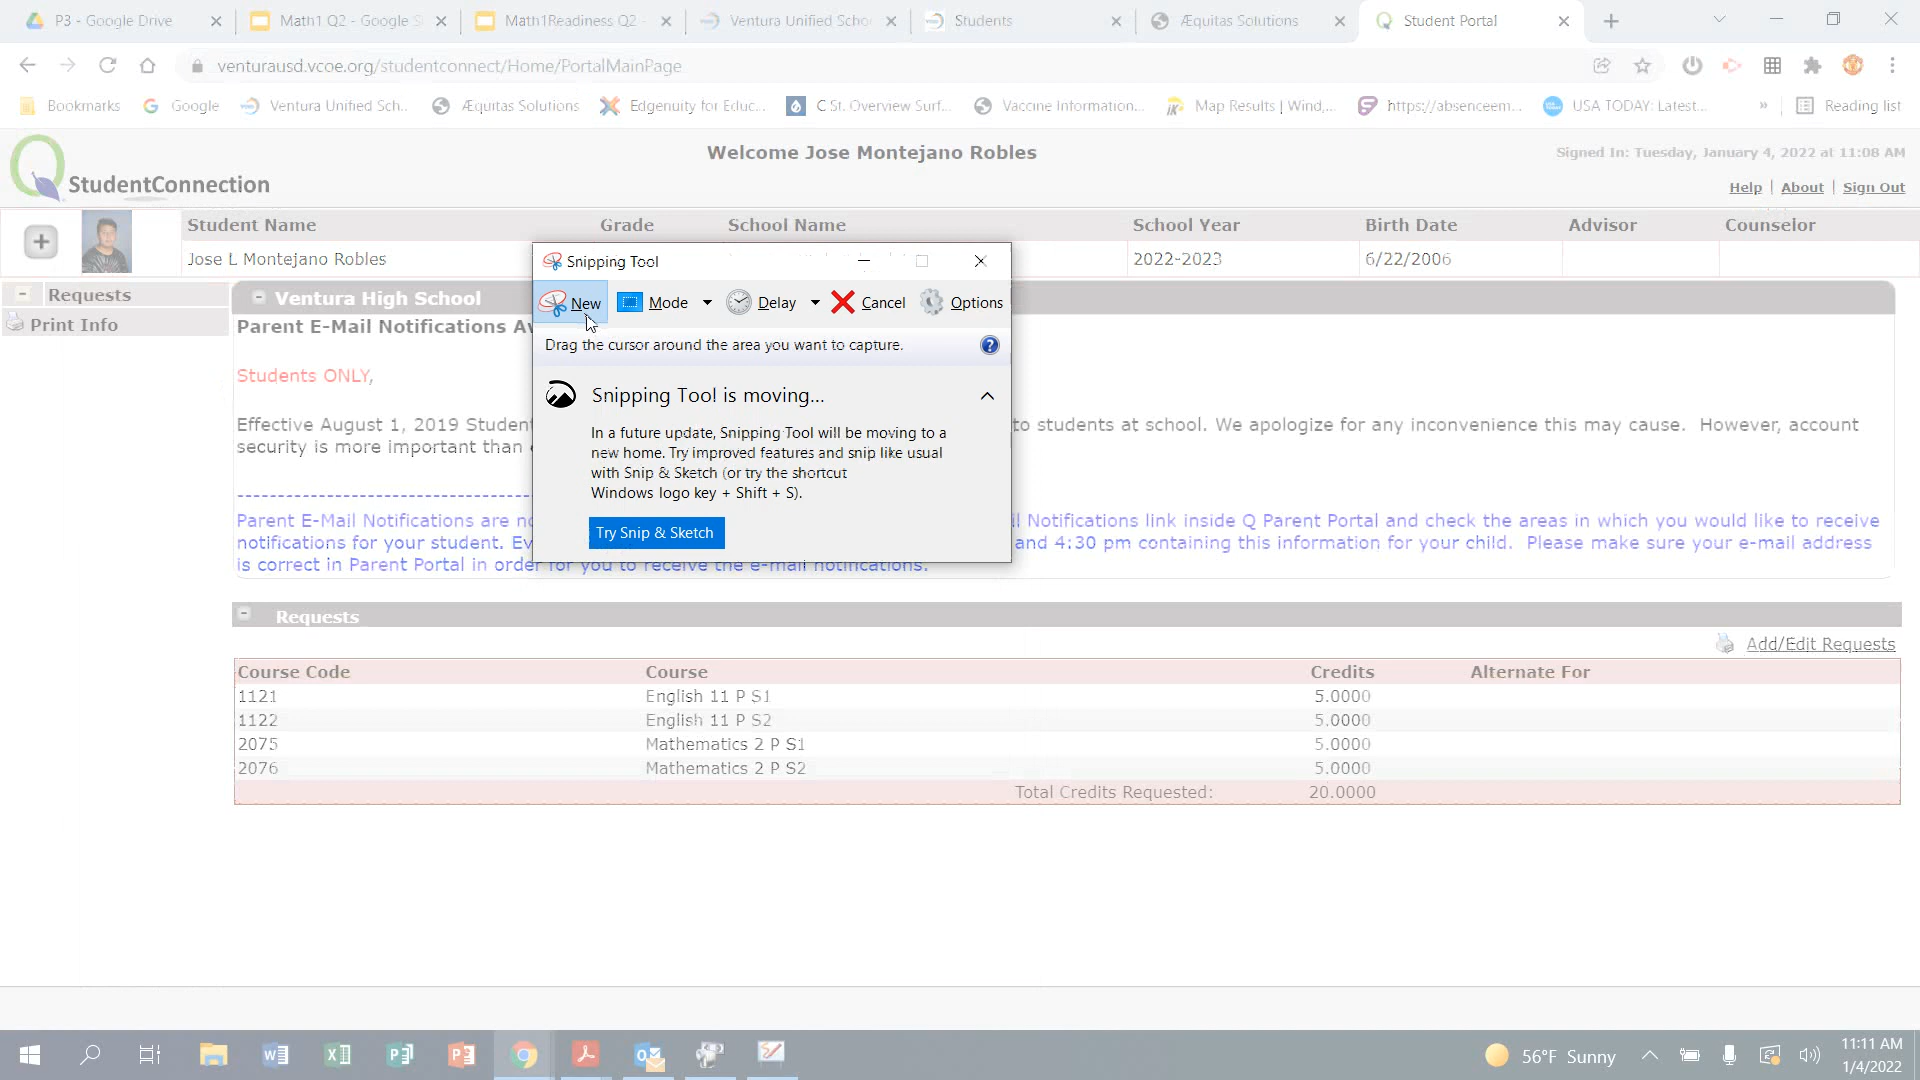 P3 - Google Drive
Math1 Q2 - Google S
Math1Readiness Q2 -
Ventura Unified Scho
Students
Æquitas Solutions
Student Portal
venturausd.vcoe.org/studentconnect/Home/PortalMainPage
Bookmarks
Google
Ventura Unified Sch..
Æquitas Solutions
Edgenuity for Educ...
C St. Overview Surf...
Vaccine Information...
Map Results | Wind,...
https://absenceem...
USA TODAY: Latest...
»
Reading list
StudentConnection
Welcome Jose Montejano Robles
Signed In: Tuesday, January 4, 2022 at 11:08 AM
Help | About | Sign Out
Student Name Grade School Name School Year Birth Date Advisor Counselor
Jose L Montejano Robles 2022-2023 6/22/2006
Requests
Print Info
Ventura High School
Parent E-Mail Notifications Av
Students ONLY,
Effective August 1, 2019 Student to students at school. We apologize for any inconvenience this may cause. However, account
security is more important than
Parent E-Mail Notifications are no l Notifications link inside Q Parent Portal and check the areas in which you would like to receive
notifications for your student. Ev and 4:30 pm containing this information for your child. Please make sure your e-mail address
is correct in Parent Portal in order for you to receive the e-mail notifications.
Snipping Tool
New Mode Delay Cancel Options
Drag the cursor around the area you want to capture.
Snipping Tool is moving...
In a future update, Snipping Tool will be moving to a
new home. Try improved features and snip like usual
with Snip & Sketch (or try the shortcut
Windows logo key + Shift + S).
Try Snip & Sketch
Requests
Add/Edit Requests
Course Code Course Credits Alternate For
1121 English 11 P S1 5.0000
1122 English 11 P S2 5.0000
2075 Mathematics 2 P S1 5.0000
2076 Mathematics 2 P S2 5.0000
Total Credits Requested: 20.0000
56°F Sunny
11:11 AM
1/4/2022